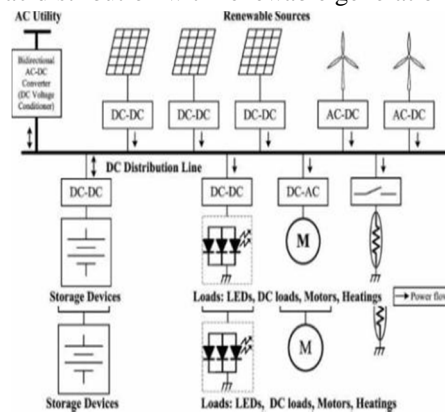 AC Utility
Renewable Sources
Bidirectional
AC-DC
Converter
(DC Voltage
Conditioner)
DC-DC
DC-DC
DC-DC
AC-DC
AC-DC
DC Distribution Line
DC-DC
DC-DC
DC-AC
M
Storage Devices
Loads: LEDs, DC loads, Motors, Heatings
Power flow
M
Storage Devices
Loads: LEDs, DC loads, Motors, Heatings